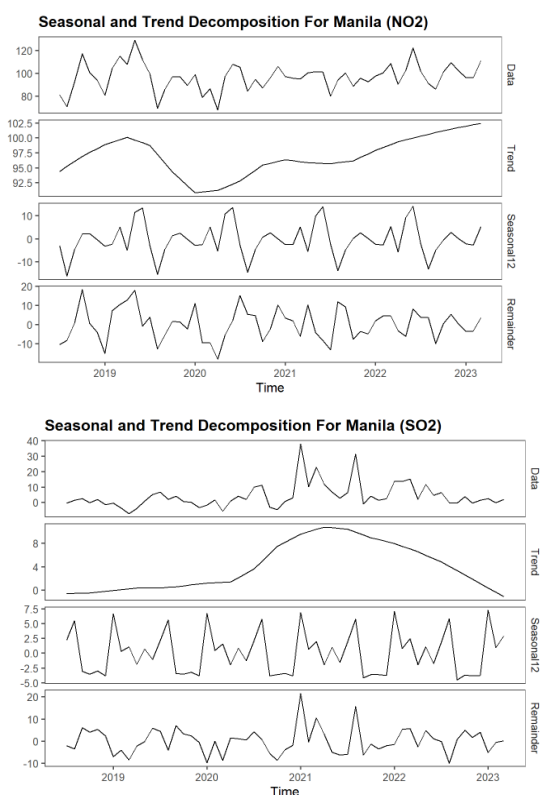 Seasonal and Trend Decomposition For Manila (NO2)
120
100
80
Data
102.5
100.0
97.5
95.0
92.5
Trend
10
0
-10
Seasonal12
20
10
0
-10
Remainder
2019 2020 2021 2022 2023
Time
Seasonal and Trend Decomposition For Manila (SO2)
40
30
20
10
0
Data
8
4
0
Trend
7.5
5.0
2.5
0.0
-2.5
-5.0
Seasonal12
20
10
0
-10
Remainder
2019 2020 2021 2022 2023
Time